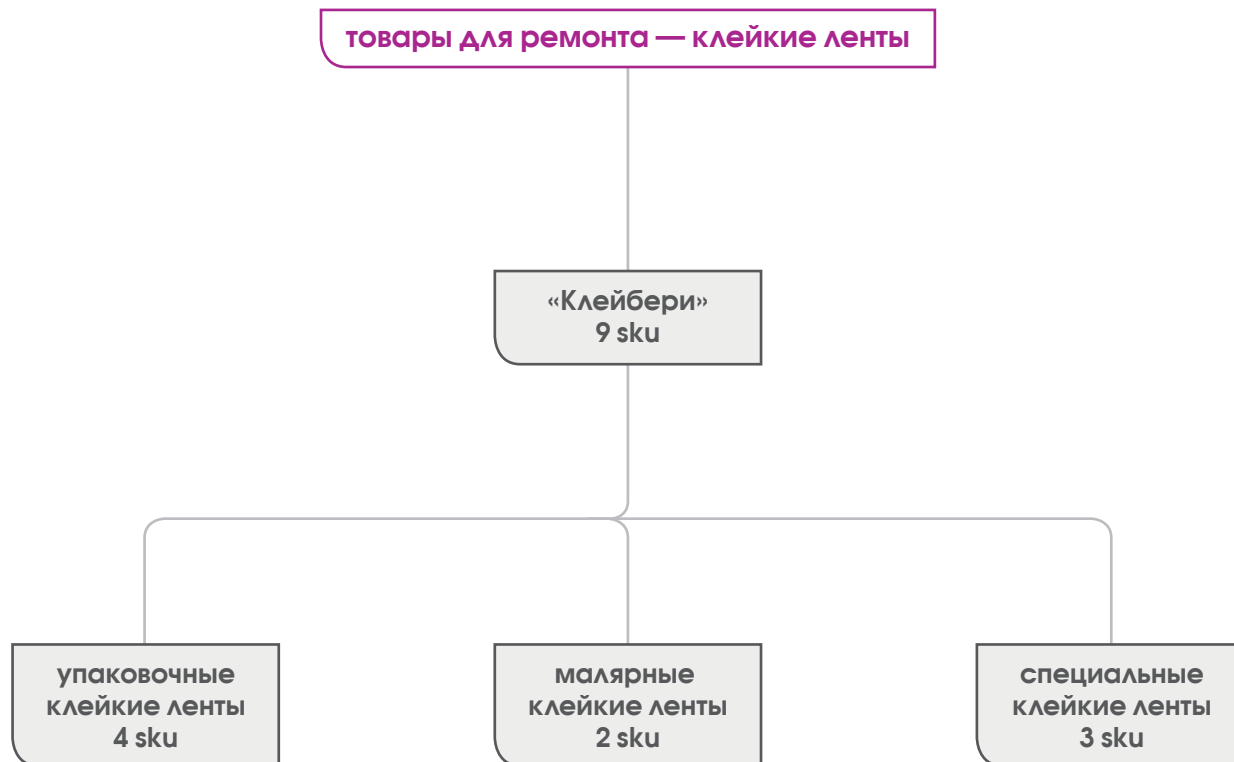 товары для ремонта — клейкие ленты
«Клейбери»
9 sku
упаковочные
клейкие ленты
4 sku
малярные
клейкие ленты
2 sku
специальные
клейкие ленты
3 sku